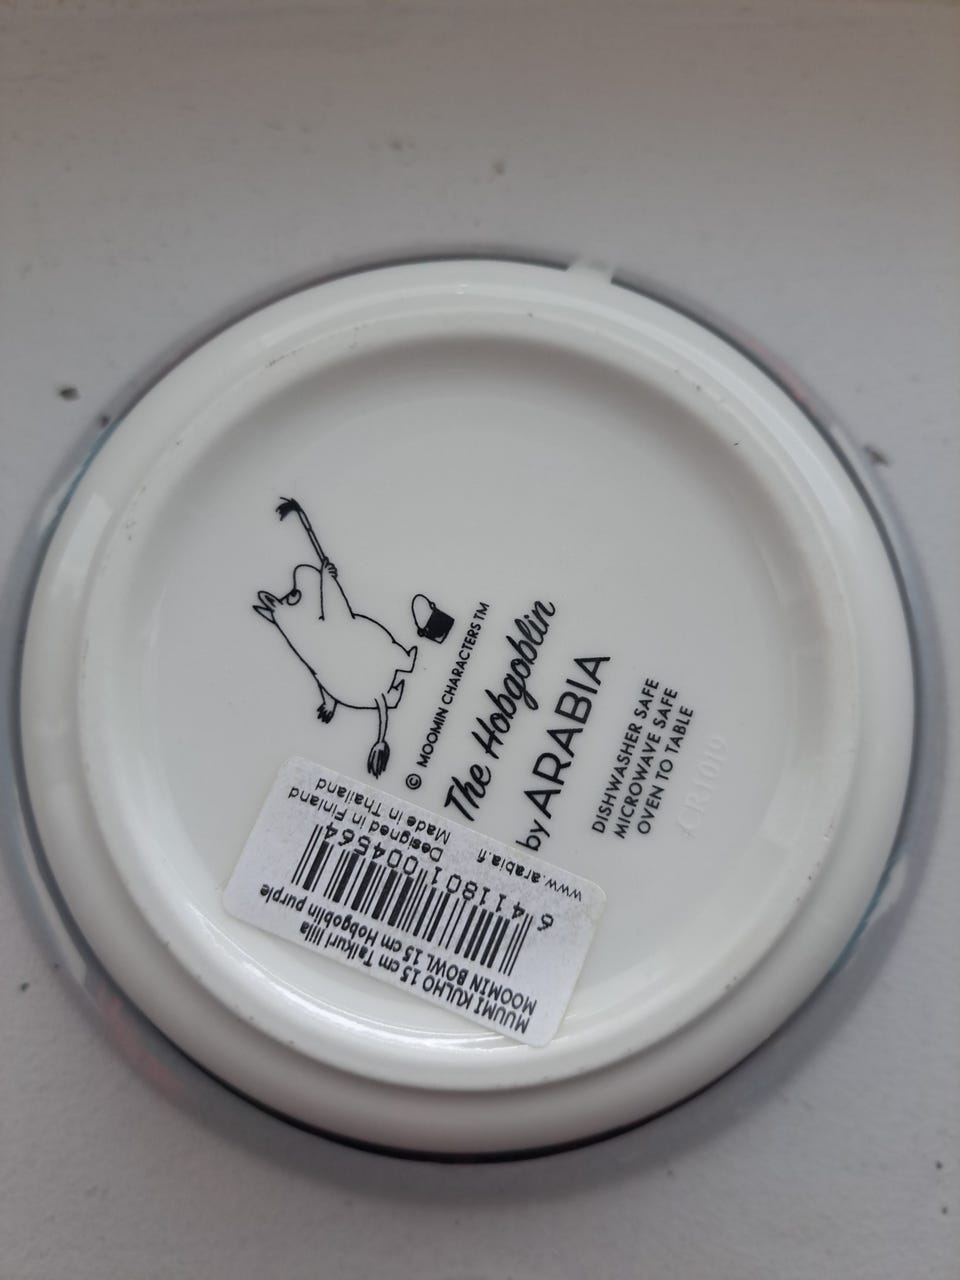 © MOOMIN CHARACTERS TM
The Hobgoblin
by ARABIA
DISHWASHER SAFE
MICROWAVE SAFE
OVEN TO TABLE
MUUMI KULHO 15 cm Taikuri lila
MOOMIN BOWL 15 cm Hobgoblin purple
6 411801 004564
Designed in Finland
www.arabia.fi Made in Thailand